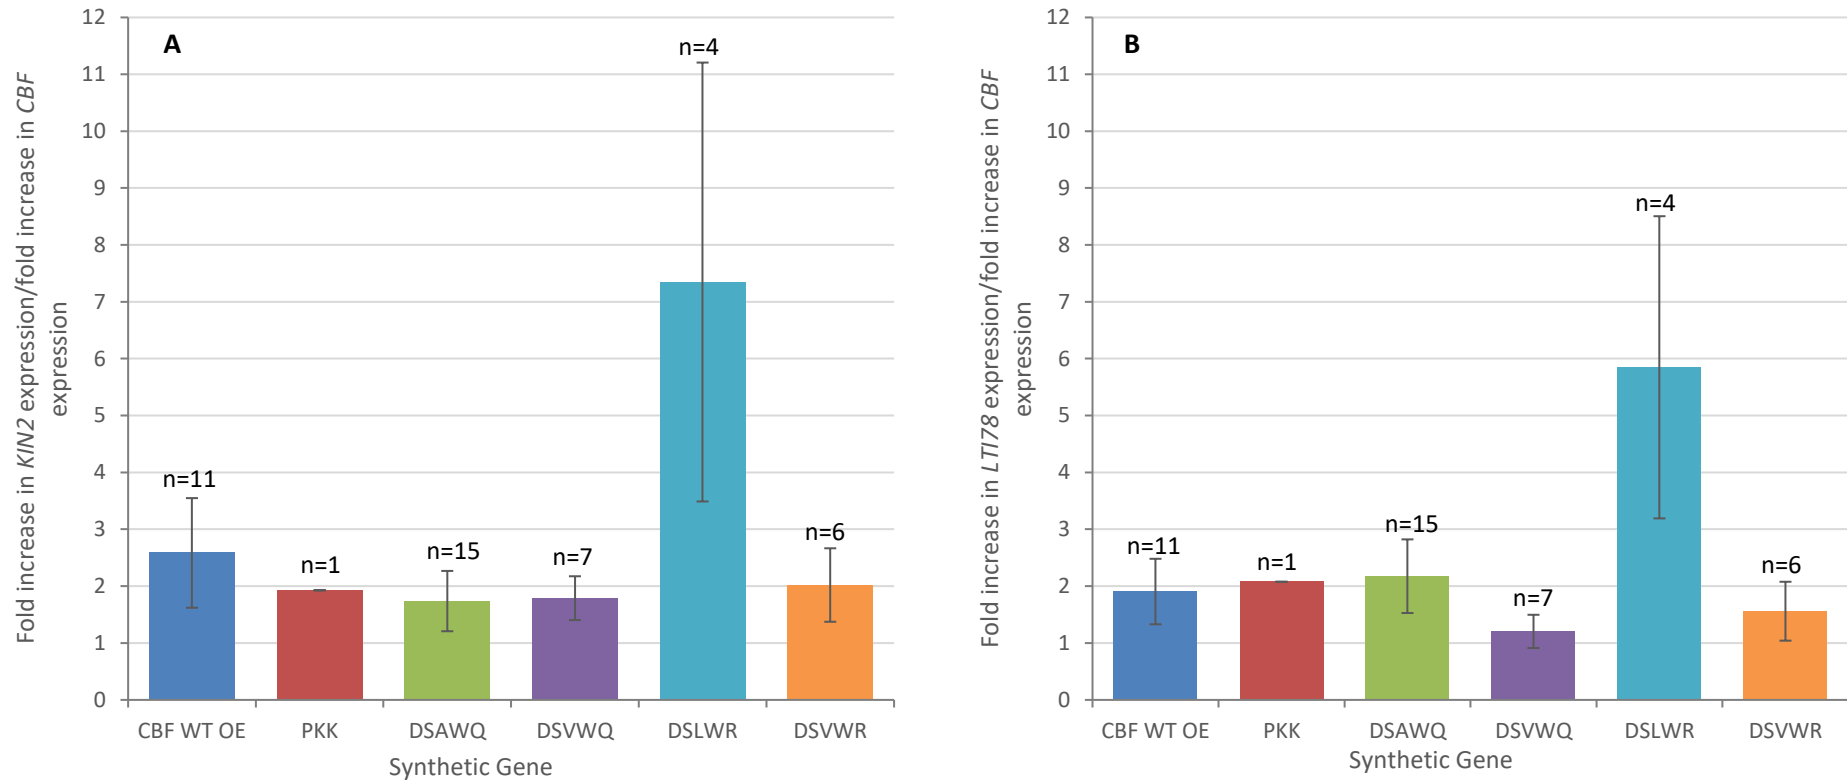 A
Fold increase in KIN2 expression/fold increase in CBF
expression
12
11
10
9
8
7
6
5
4
3
2
1
0
n=11
n=1
n=15
n=7
n=4
n=6
CBF WT OE PKK DSAWQ DSVWQ DSLWR DSVWR
Synthetic Gene
B
Fold increase in LTI78 expression/fold increase in CBF
expression
12
11
10
9
8
7
6
5
4
3
2
1
0
n=11
n=1
n=15
n=7
n=4
n=6
CBF WT OE PKK DSAWQ DSVWQ DSLWR DSVWR
Synthetic Gene